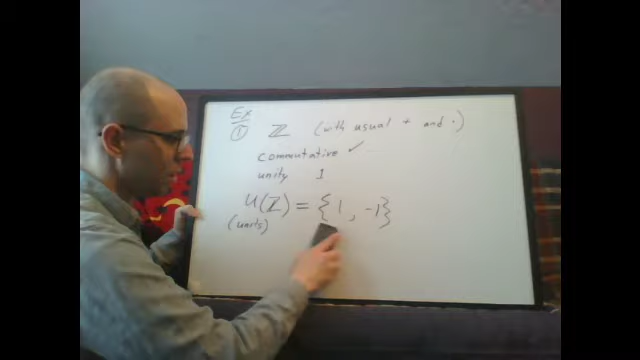 Ex
① ℤ (with usual + and ·)
commutative ✓
unity 1
U(ℤ) = {1, -1}
(units)